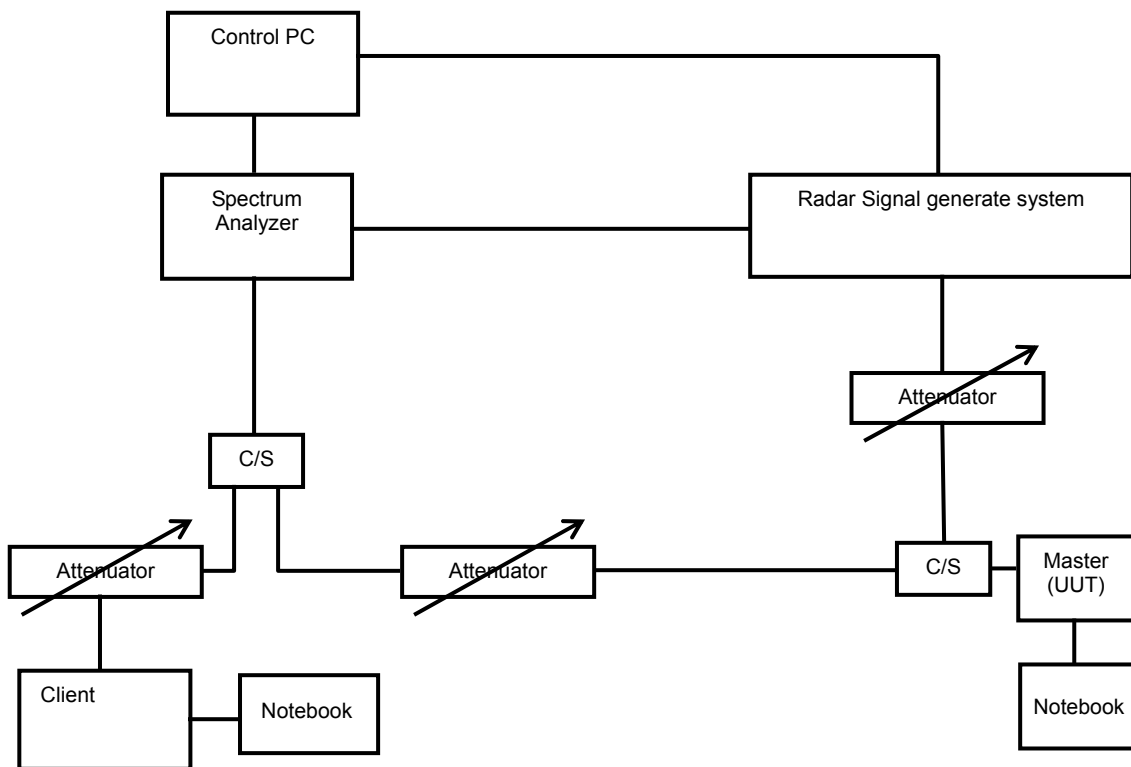 Control PC
Spectrum
Analyzer
Radar Signal generate system
Attenuator
C/S
Attenuator
Attenuator
C/S
Master
(UUT)
Client
Notebook
Notebook